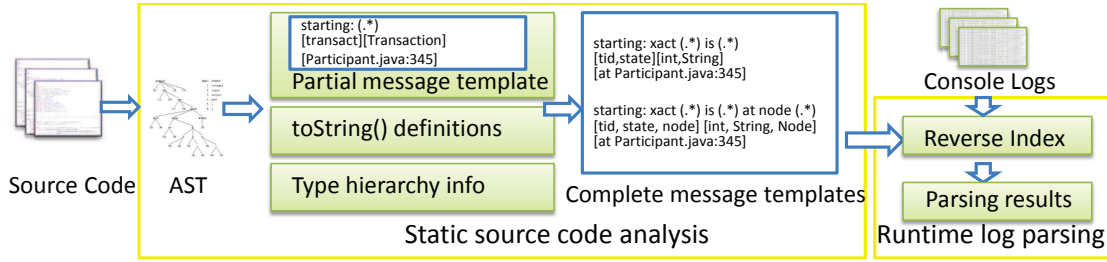 starting: (.*)
[transact][Transaction]
[Participant.java:345]
Partial message template
toString() definitions
Type hierarchy info
starting: xact (.*) is (.*)
[tid,state][int,String]
[at Participant.java:345]
starting: xact (.*) is (.*) at node (.*)
[tid, state, node] [int, String, Node]
[at Participant.java:345]
Complete message templates
Source Code
AST
Static source code analysis
Console Logs
Reverse Index
Parsing results
Runtime log parsing